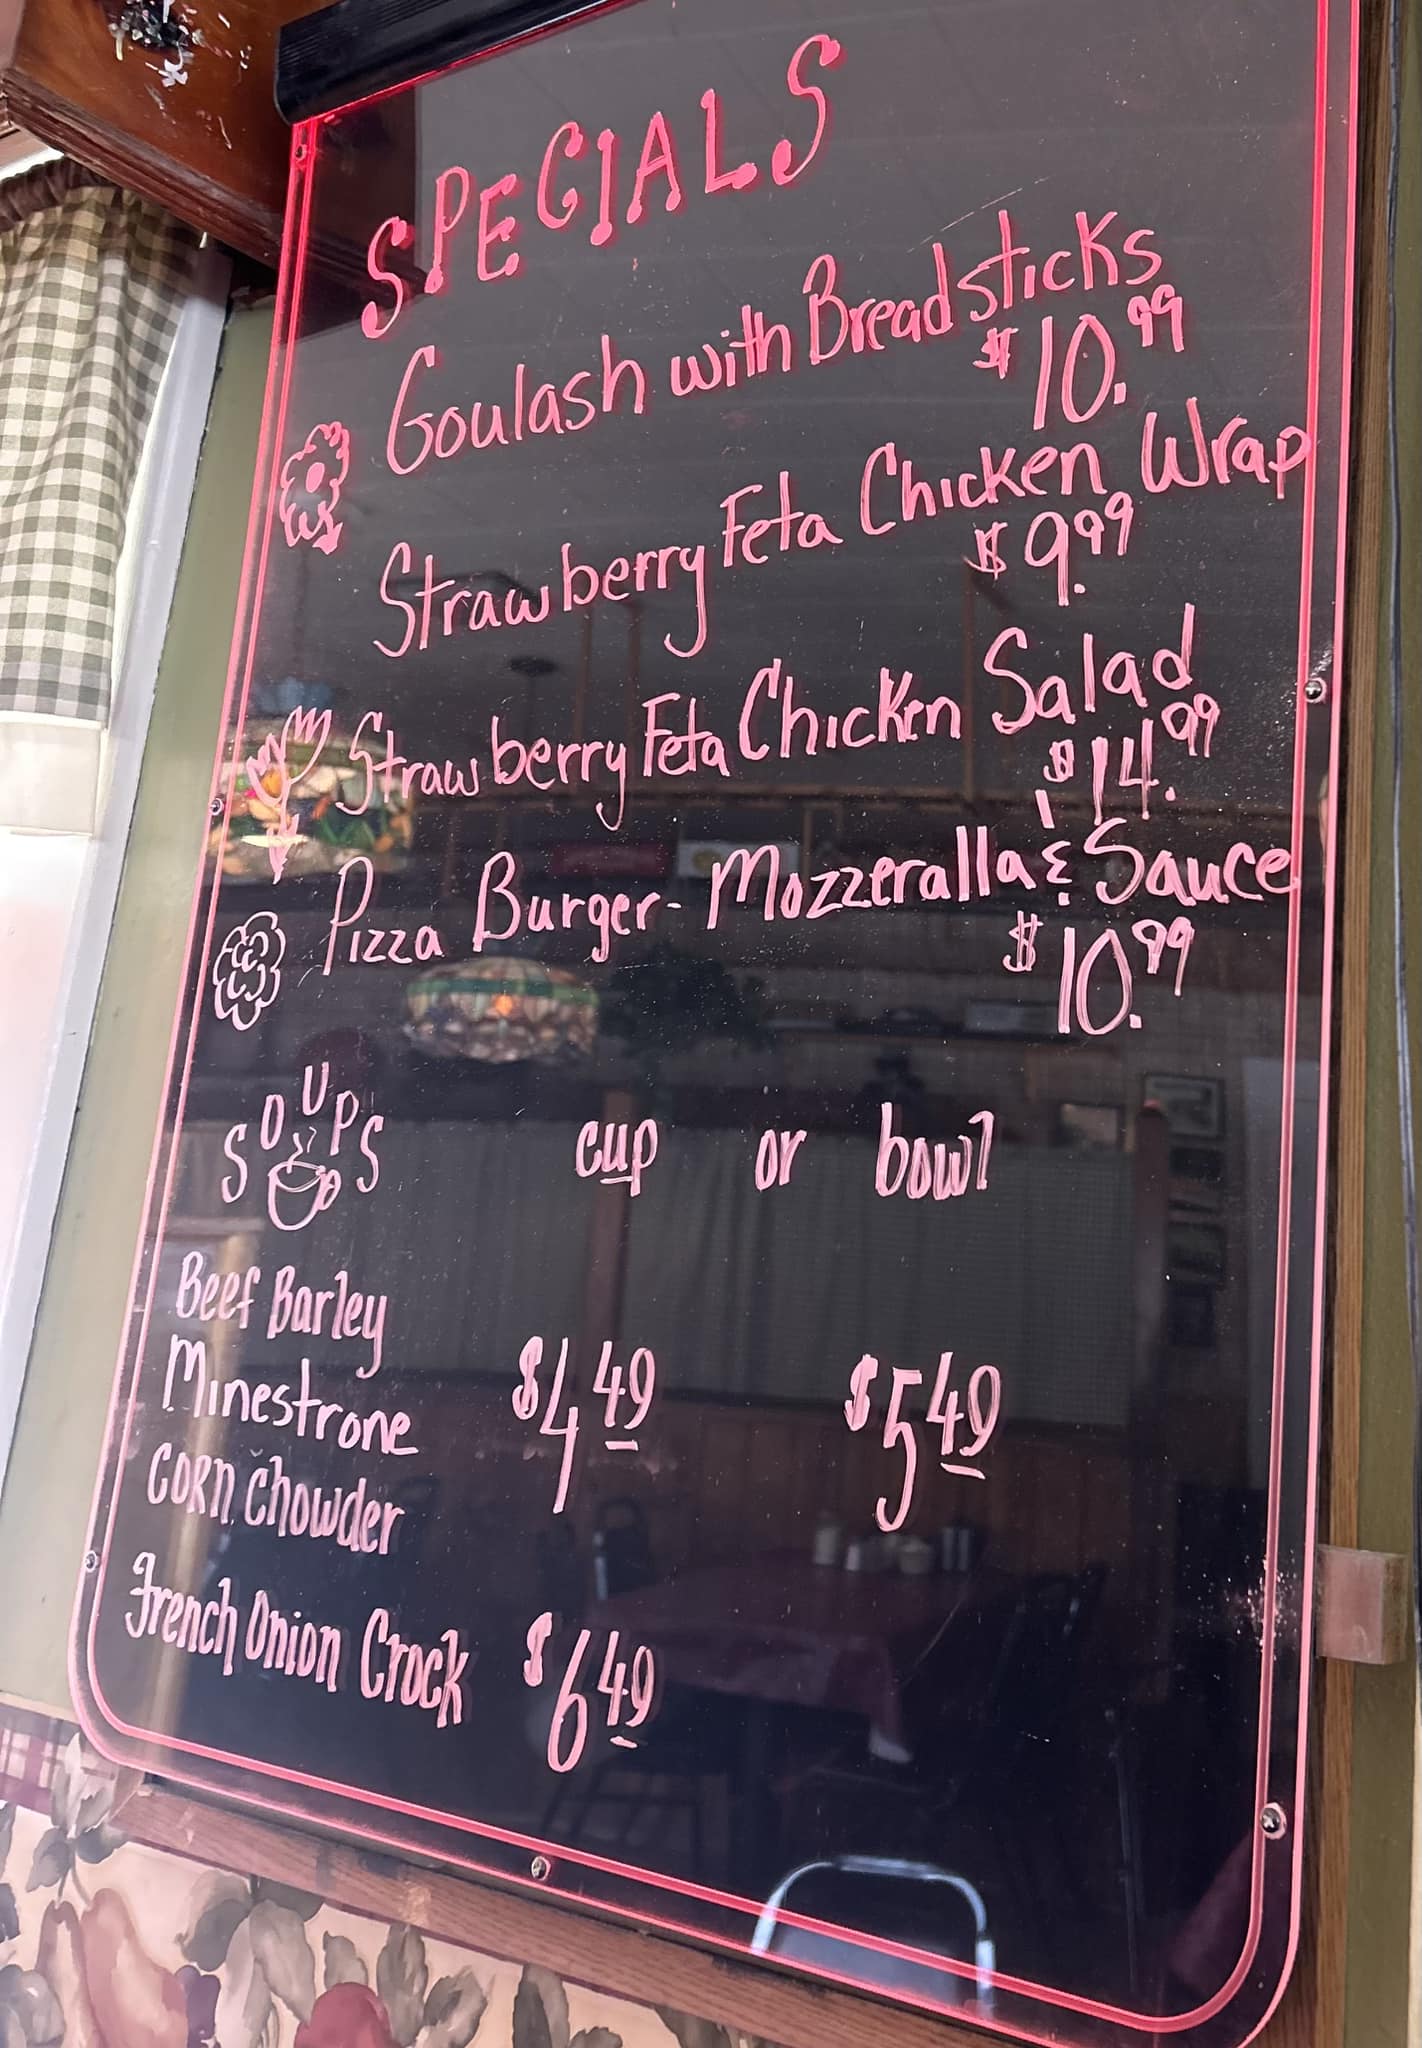 SPECIALS
Goulash with Breadsticks
$10.99
Strawberry Feta Chicken Wrap
$9.99
Strawberry Feta Chicken Salad
$14.99
Pizza Burger - Mozzeralla & Sauce
$10.99
SOUPS cup or bowl
Beef Barley
Minestrone $4.49 $5.49
Corn Chowder
French Onion Crock $6.49